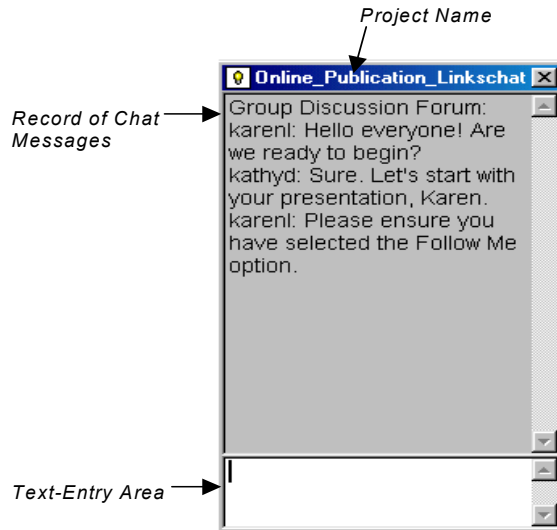 Project Name
Online_Publication_Linkschat
Record of Chat
Messages
Group Discussion Forum:
karenl: Hello everyone! Are
we ready to begin?
kathyd: Sure. Let's start with
your presentation, Karen.
karenl: Please ensure you
have selected the Follow Me
option.
Text-Entry Area